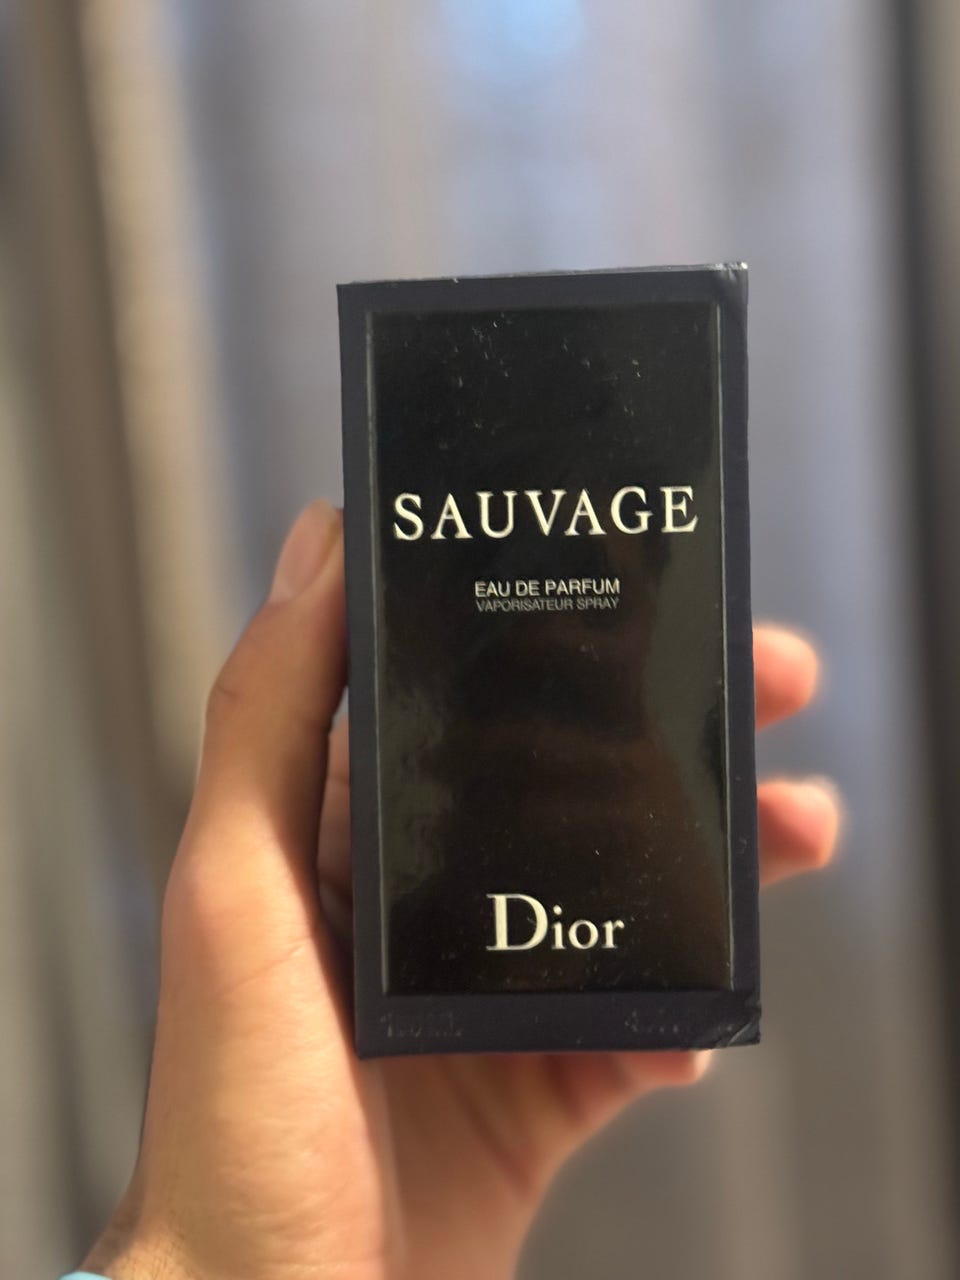 SAUVAGE
EAU DE PARFUM
VAPORISATEUR SPRAY
Dior